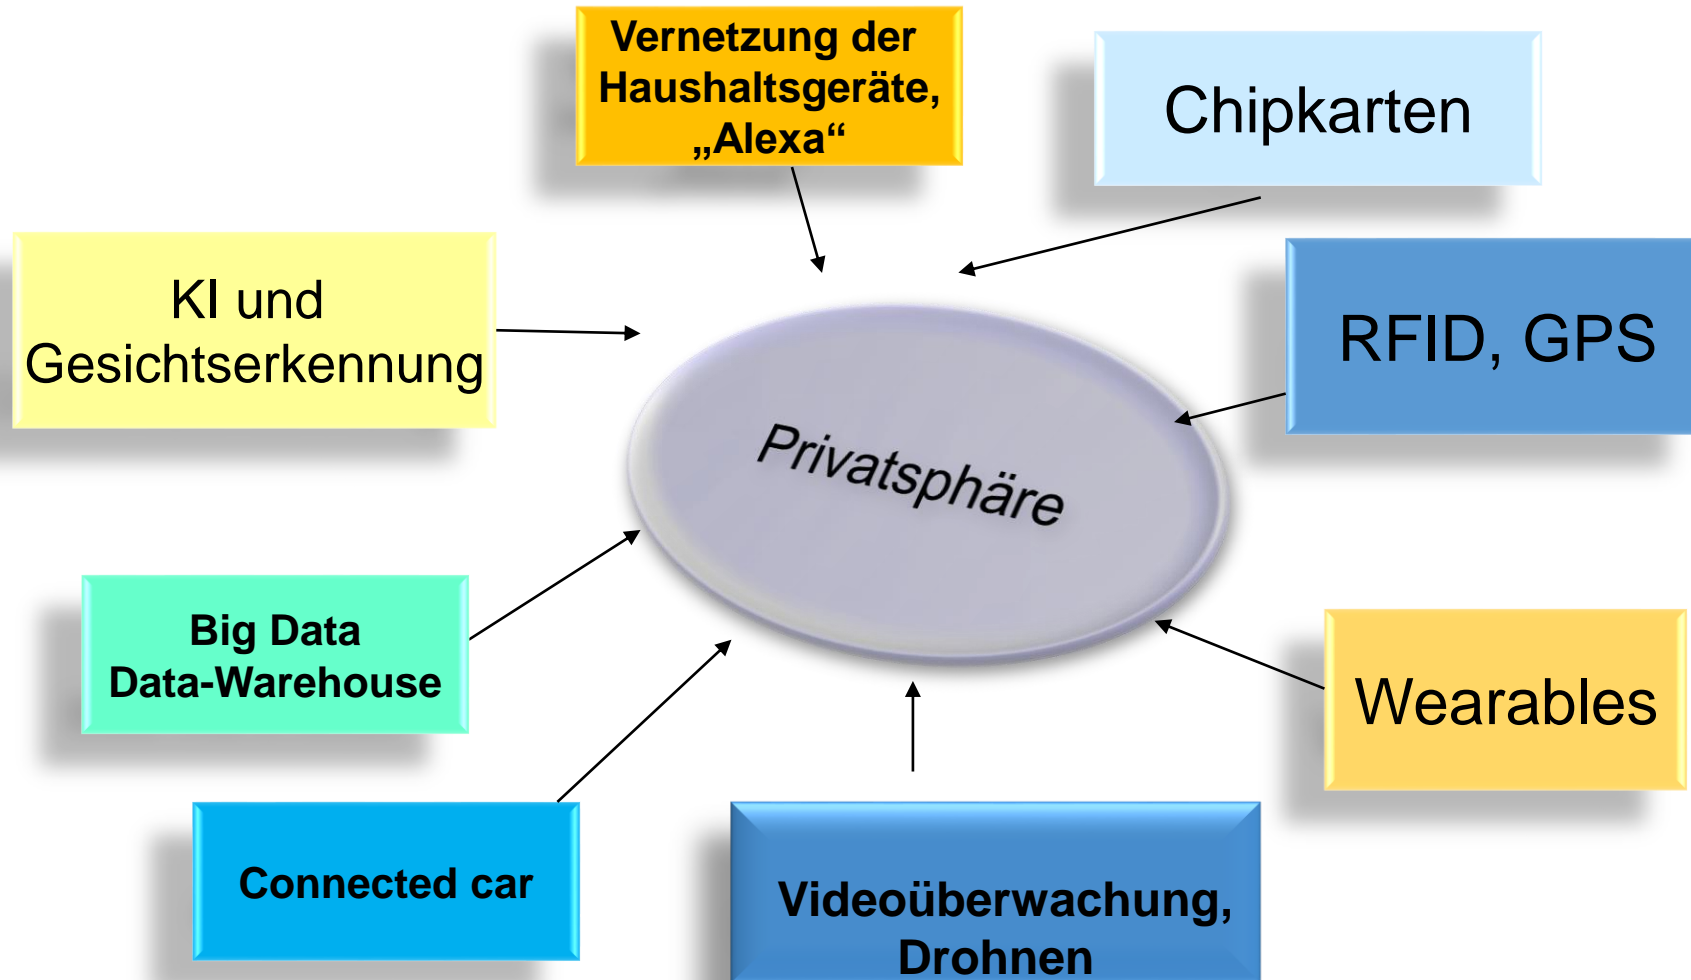 Vernetzung der
Haushaltsgeräte,
„Alexa“
Chipkarten
KI und
Gesichtserkennung
RFID, GPS
Privatsphäre
Big Data
Data-Warehouse
Wearables
Connected car
Videoüberwachung,
Drohnen